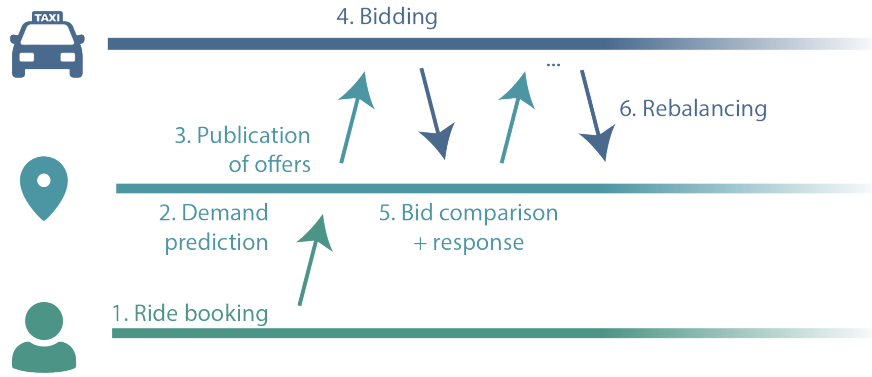 TAXI
4. Bidding
...
6. Rebalancing
3. Publication
of offers
2. Demand
prediction
5. Bid comparison
+ response
1. Ride booking